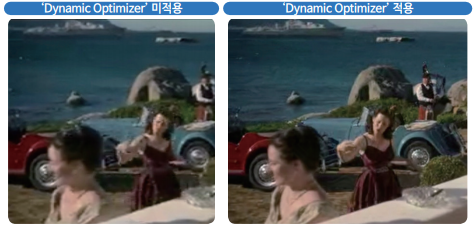 ‘Dynamic Optimizer’ 미적용
‘Dynamic Optimizer’ 적용